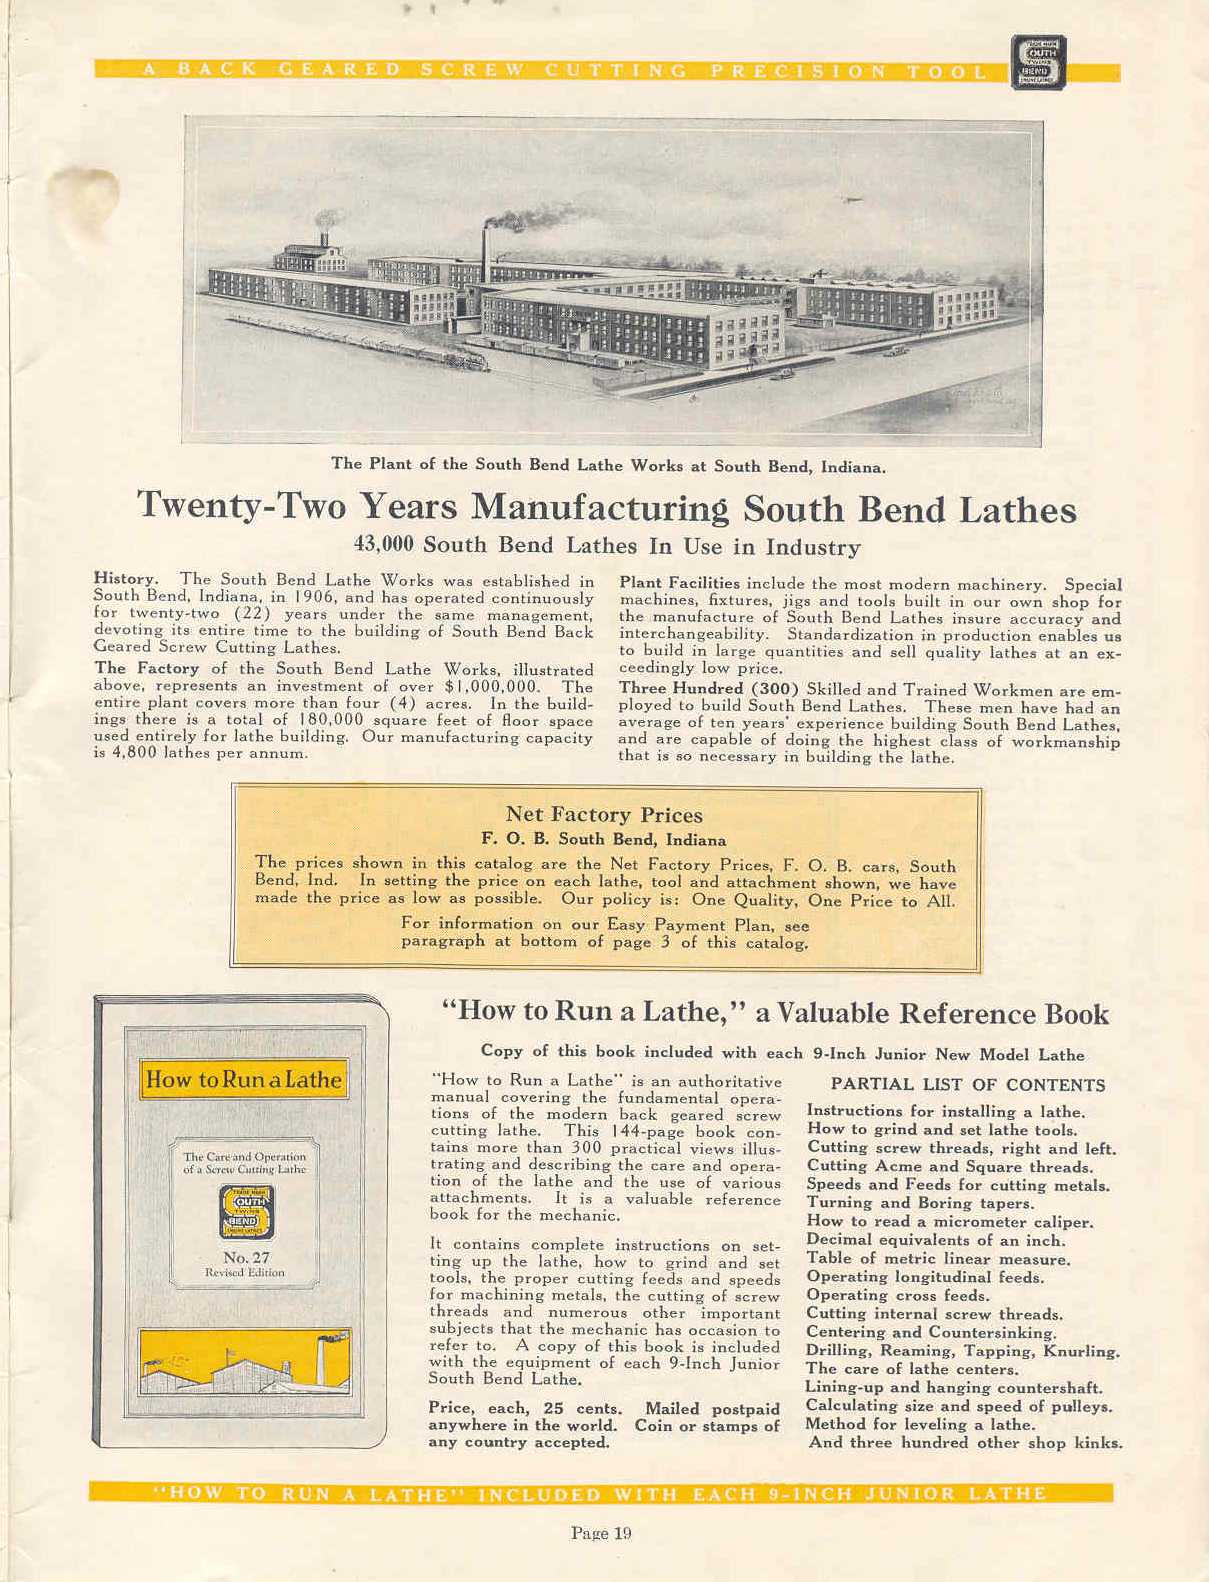 A BACK GEARED SCREW CUTTING PRECISION TOOL
TRADE MARK
SOUTH
TWINS
BEND
ENGINE LATHES
The Plant of the South Bend Lathe Works at South Bend, Indiana.
Twenty-Two Years Manufacturing South Bend Lathes
43,000 South Bend Lathes In Use in Industry
History. The South Bend Lathe Works was established in
South Bend, Indiana, in 1906, and has operated continuously
for twenty-two (22) years under the same management,
devoting its entire time to the building of South Bend Back
Geared Screw Cutting Lathes.
The Factory of the South Bend Lathe Works, illustrated
above, represents an investment of over $1,000,000. The
entire plant covers more than four (4) acres. In the build-
ings there is a total of 180,000 square feet of floor space
used entirely for lathe building. Our manufacturing capacity
is 4,800 lathes per annum.
Plant Facilities include the most modern machinery. Special
machines, fixtures, jigs and tools built in our own shop for
the manufacture of South Bend Lathes insure accuracy and
interchangeability. Standardization in production enables us
to build in large quantities and sell quality lathes at an ex-
ceedingly low price.
Three Hundred (300) Skilled and Trained Workmen are em-
ployed to build South Bend Lathes. These men have had an
average of ten years' experience building South Bend Lathes,
and are capable of doing the highest class of workmanship
that is so necessary in building the lathe.
Net Factory Prices
F. O. B. South Bend, Indiana
The prices shown in this catalog are the Net Factory Prices, F. O. B. cars, South
Bend, Ind. In setting the price on each lathe, tool and attachment shown, we have
made the price as low as possible. Our policy is: One Quality, One Price to All.
For information on our Easy Payment Plan, see
paragraph at bottom of page 3 of this catalog.
How to Run a Lathe
The Care and Operation
of a Screw Cutting Lathe
TRADE MARK
SOUTH
TWINS
BEND
ENGINE LATHES
No. 27
Revised Edition
"How to Run a Lathe," a Valuable Reference Book
Copy of this book included with each 9-Inch Junior New Model Lathe
"How to Run a Lathe" is an authoritative
manual covering the fundamental opera-
tions of the modern back geared screw
cutting lathe. This 144-page book con-
tains more than 300 practical views illus-
trating and describing the care and opera-
tion of the lathe and the use of various
attachments. It is a valuable reference
book for the mechanic.
It contains complete instructions on set-
ting up the lathe, how to grind and set
tools, the proper cutting feeds and speeds
for machining metals, the cutting of screw
threads and numerous other important
subjects that the mechanic has occasion to
refer to. A copy of this book is included
with the equipment of each 9-Inch Junior
South Bend Lathe.
Price, each, 25 cents. Mailed postpaid
anywhere in the world. Coin or stamps of
any country accepted.
PARTIAL LIST OF CONTENTS
Instructions for installing a lathe.
How to grind and set lathe tools.
Cutting screw threads, right and left.
Cutting Acme and Square threads.
Speeds and Feeds for cutting metals.
Turning and Boring tapers.
How to read a micrometer caliper.
Decimal equivalents of an inch.
Table of metric linear measure.
Operating longitudinal feeds.
Operating cross feeds.
Cutting internal screw threads.
Centering and Countersinking.
Drilling, Reaming, Tapping, Knurling.
The care of lathe centers.
Lining-up and hanging countershaft.
Calculating size and speed of pulleys.
Method for leveling a lathe.
And three hundred other shop kinks.
"HOW TO RUN A LATHE" INCLUDED WITH EACH 9-INCH JUNIOR LATHE
Page 19